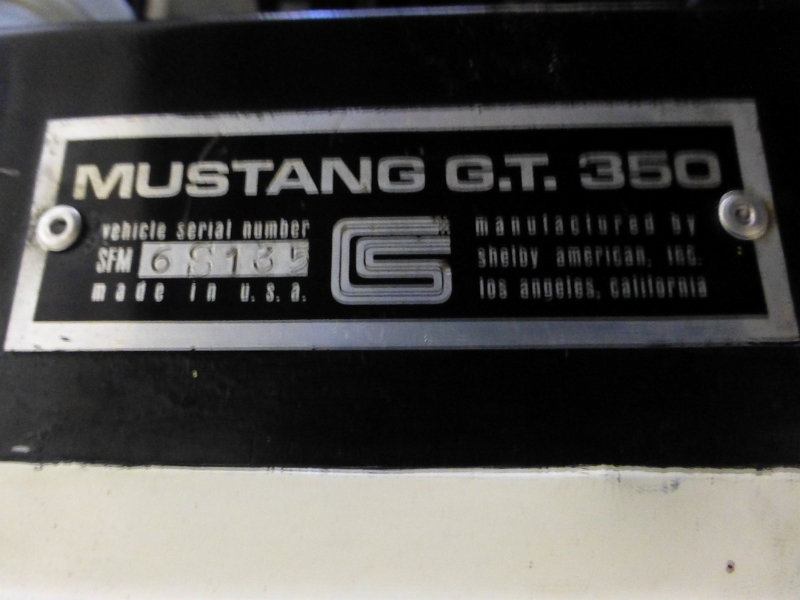 MUSTANG G.T. 350
vehicle serial number
SFM 6S135
made in u.s.a.
manufactured by
shelby american, inc.
los angeles, california